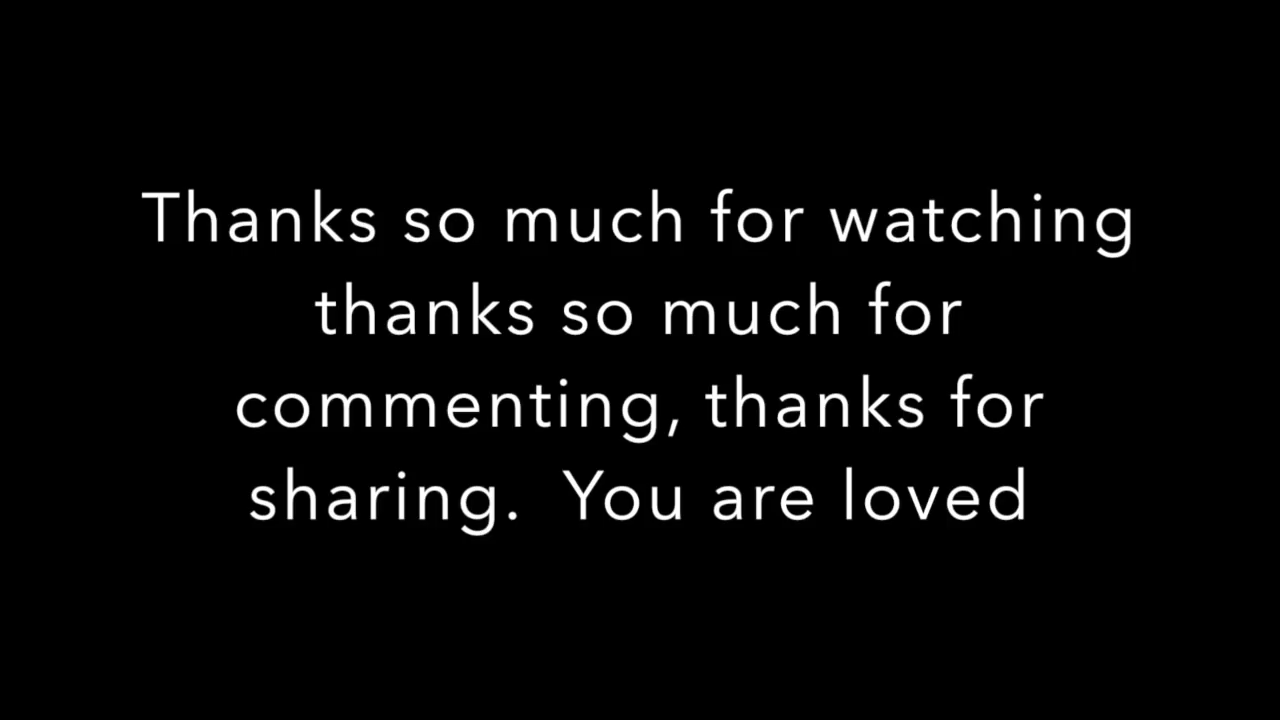 Thanks so much for watching
thanks so much for
commenting, thanks for
sharing.  You are loved